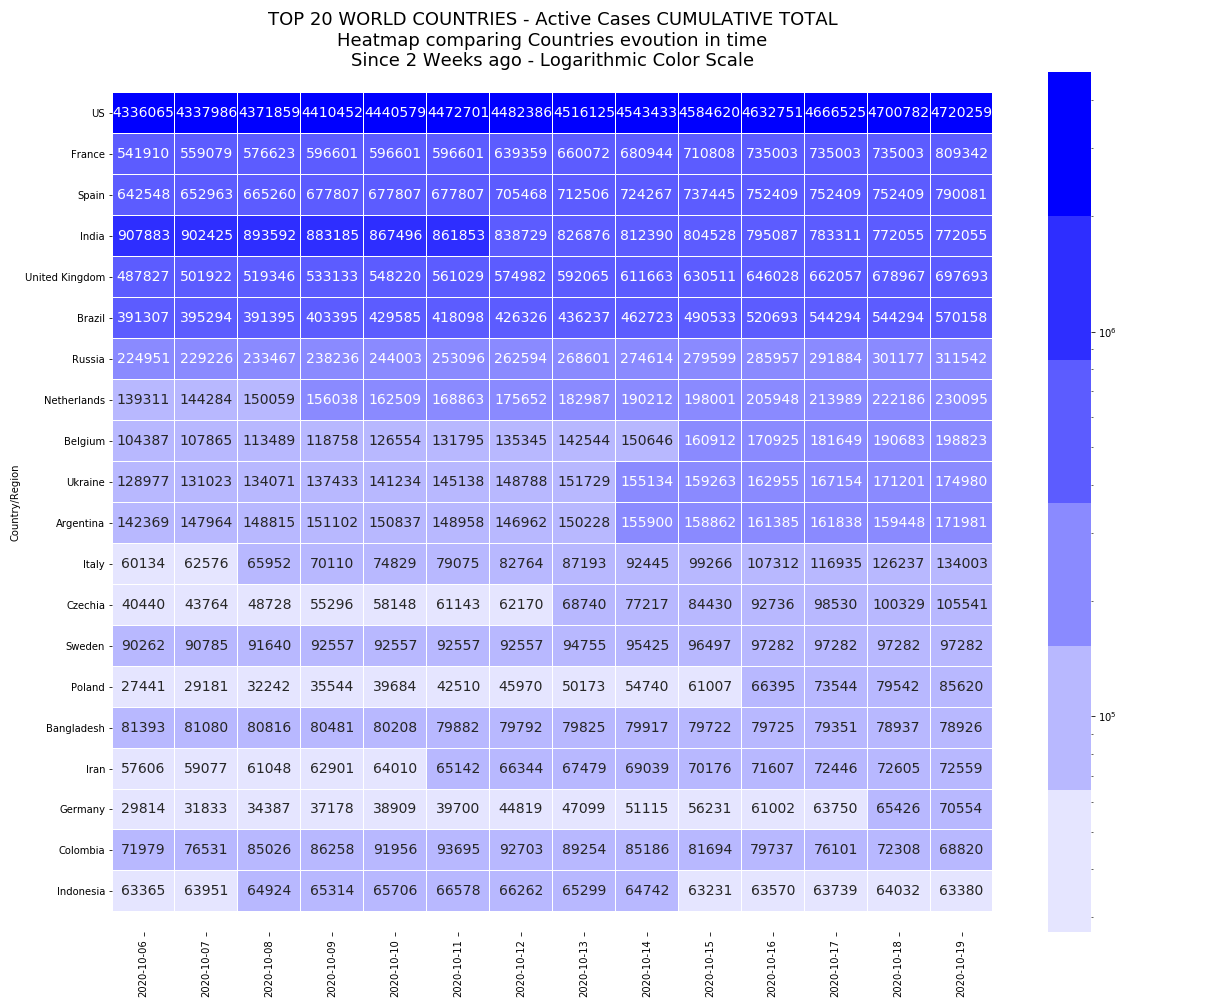 TOP 20 WORLD COUNTRIES - Active Cases CUMULATIVE TOTAL
Heatmap comparing Countries evoution in time
Since 2 Weeks ago - Logarithmic Color Scale
US 4336065 4337986 4371859 4410452 4440579 4472701 4482386 4516125 4543433 4584620 4632751 4666525 4700782 4720259
France 541910 559079 576623 596601 596601 596601 639359 660072 680944 710808 735003 735003 735003 809342
Spain 642548 652963 665260 677807 677807 677807 705468 712506 724267 737445 752409 752409 752409 790081
India 907883 902425 893592 883185 867496 861853 838729 826876 812390 804528 795087 783311 772055 772055
United Kingdom 487827 501922 519346 533133 548220 561029 574982 592065 611663 630511 646028 662057 678967 697693
Brazil 391307 395294 391395 403395 429585 418098 426326 436237 462723 490533 520693 544294 544294 570158
10⁶
Russia 224951 229226 233467 238236 244003 253096 262594 268601 274614 279599 285957 291884 301177 311542
Netherlands 139311 144284 150059 156038 162509 168863 175652 182987 190212 198001 205948 213989 222186 230095
Belgium 104387 107865 113489 118758 126554 131795 135345 142544 150646 160912 170925 181649 190683 198823
Ukraine 128977 131023 134071 137433 141234 145138 148788 151729 155134 159263 162955 167154 171201 174980
Country/Region
Argentina 142369 147964 148815 151102 150837 148958 146962 150228 155900 158862 161385 161838 159448 171981
Italy 60134 62576 65952 70110 74829 79075 82764 87193 92445 99266 107312 116935 126237 134003
Czechia 40440 43764 48728 55296 58148 61143 62170 68740 77217 84430 92736 98530 100329 105541
Sweden 90262 90785 91640 92557 92557 92557 92557 94755 95425 96497 97282 97282 97282 97282
Poland 27441 29181 32242 35544 39684 42510 45970 50173 54740 61007 66395 73544 79542 85620
10⁵
Bangladesh 81393 81080 80816 80481 80208 79882 79792 79825 79917 79722 79725 79351 78937 78926
Iran 57606 59077 61048 62901 64010 65142 66344 67479 69039 70176 71607 72446 72605 72559
Germany 29814 31833 34387 37178 38909 39700 44819 47099 51115 56231 61002 63750 65426 70554
Colombia 71979 76531 85026 86258 91956 93695 92703 89254 85186 81694 79737 76101 72308 68820
Indonesia 63365 63951 64924 65314 65706 66578 66262 65299 64742 63231 63570 63739 64032 63380
2020-10-06 2020-10-07 2020-10-08 2020-10-09 2020-10-10 2020-10-11 2020-10-12 2020-10-13 2020-10-14 2020-10-15 2020-10-16 2020-10-17 2020-10-18 2020-10-19